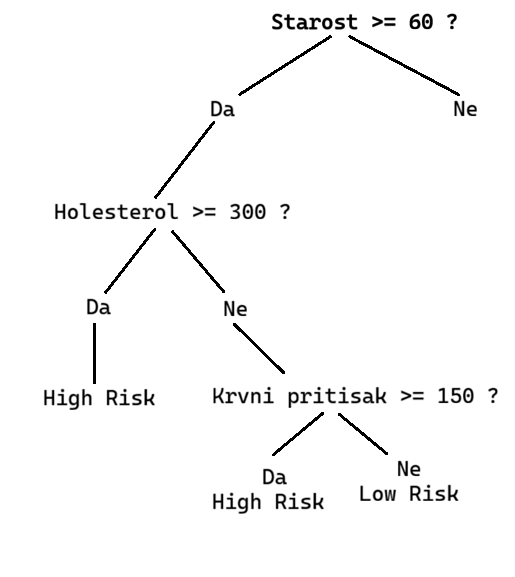 Starost >= 60 ?
Da
Ne
Holesterol >= 300 ?
Da
Ne
High Risk
Krvni pritisak >= 150 ?
Da
High Risk
Ne
Low Risk